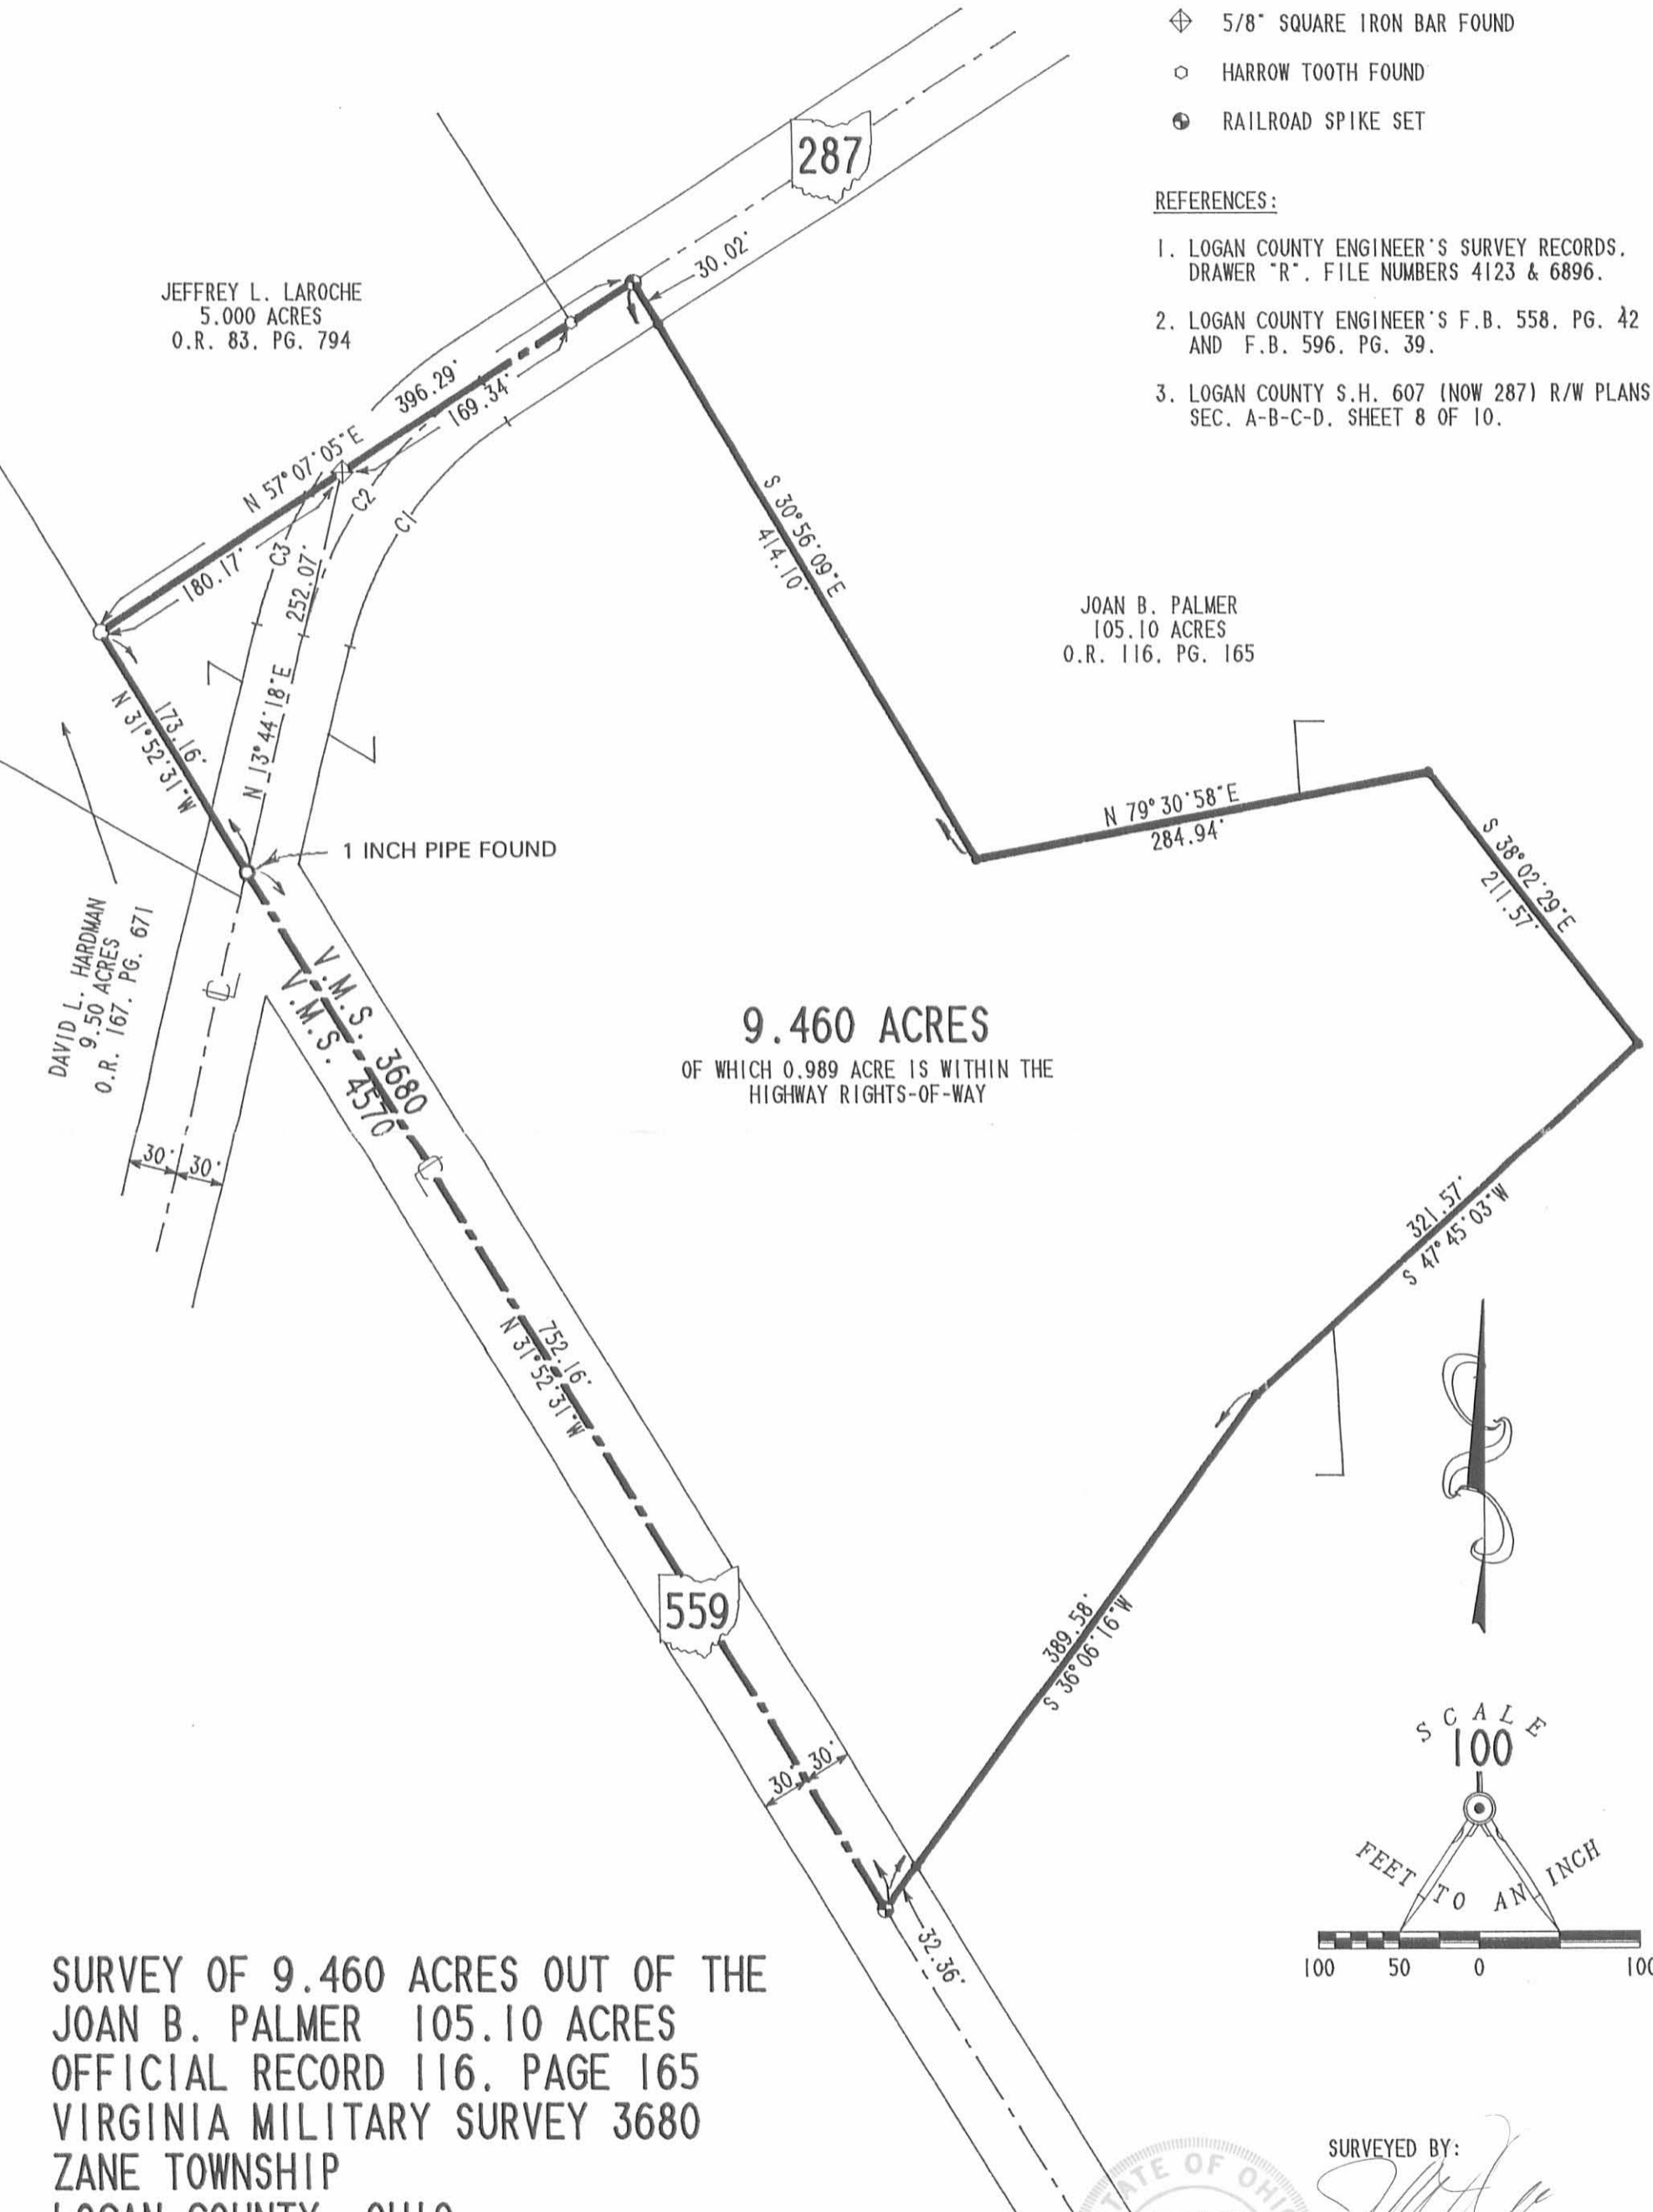 5/8" SQUARE IRON BAR FOUND
HARROW TOOTH FOUND
RAILROAD SPIKE SET
REFERENCES:
1. LOGAN COUNTY ENGINEER'S SURVEY RECORDS.
DRAWER "R". FILE NUMBERS 4123 & 6896.
2. LOGAN COUNTY ENGINEER'S F.B. 558. PG. 42
AND F.B. 596. PG. 39.
3. LOGAN COUNTY S.H. 607 (NOW 287) R/W PLANS
SEC. A-B-C-D. SHEET 8 OF 10.
287
30.02'
JEFFREY L. LAROCHE
5.000 ACRES
O.R. 83. PG. 794
396.29'
169.34'
N 57°07'05"E
180.17'
C3
C2
C1
252.07'
N 13°44'18"E
173.16'
N 31°52'31"W
S 30°56'09"E
414.10'
JOAN B. PALMER
105.10 ACRES
O.R. 116. PG. 165
N 79°30'58"E
284.94'
S 38°02'29"E
211.57'
1 INCH PIPE FOUND
DAVID L. HARDMAN
9.50 ACRES
O.R. 167. PG. 671
V.M.S. 3680
V.M.S. 4570
9.460 ACRES
OF WHICH 0.989 ACRE IS WITHIN THE
HIGHWAY RIGHTS-OF-WAY
30' 30'
321.57'
S 47°45'03"W
752.16'
N 31°52'31"W
559
389.58'
S 36°06'16"W
30' 30'
32.36'
SCALE
100
FEET TO AN INCH
100 50 0 100
SURVEY OF 9.460 ACRES OUT OF THE
JOAN B. PALMER 105.10 ACRES
OFFICIAL RECORD 116. PAGE 165
VIRGINIA MILITARY SURVEY 3680
ZANE TOWNSHIP
LOGAN COUNTY, OHIO
SURVEYED BY:
STATE OF OHIO